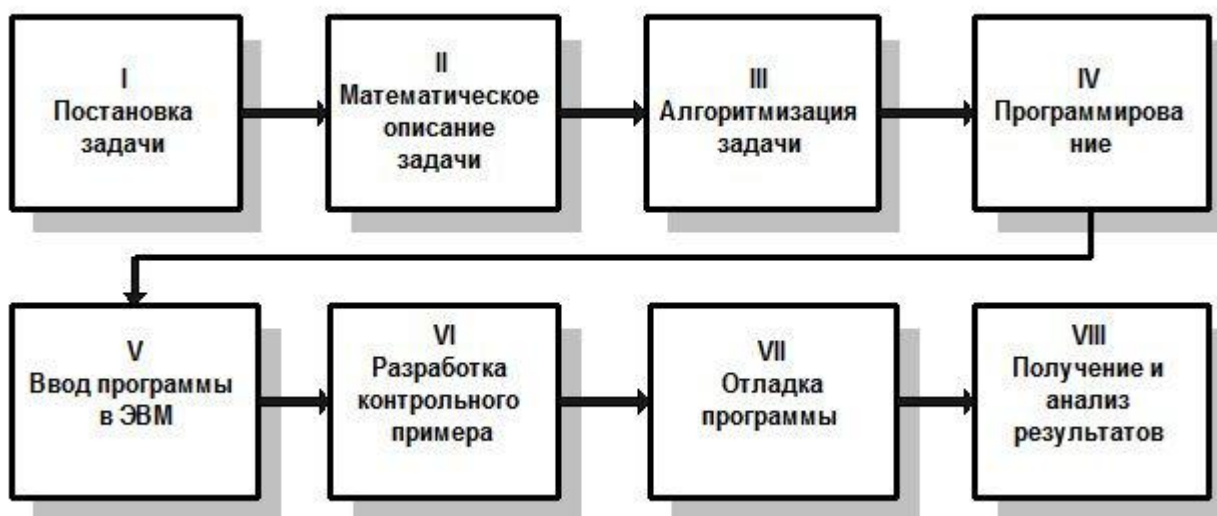 I
Постановка
задачи
II
Математическое
описание
задачи
III
Алгоритмизация
задачи
IV
Программирова
ние
V
Ввод программы
в ЭВМ
VI
Разработка
контрольного
примера
VII
Отладка
программы
VIII
Получение и
анализ
результатов